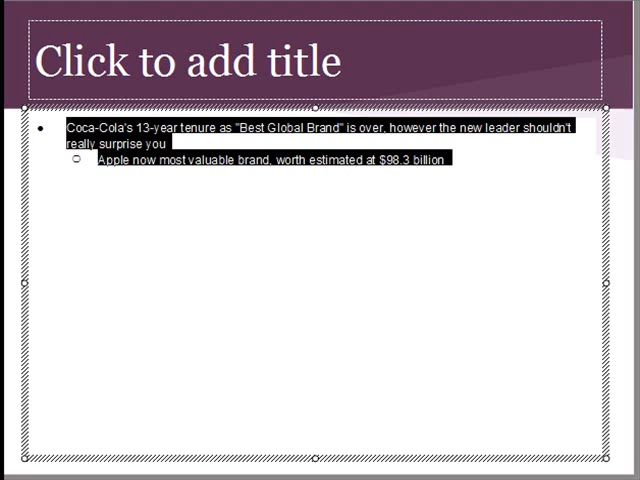 Click to add title
Coca-Cola's 13-year tenure as "Best Global Brand" is over, however the new leader shouldn't
really surprise you
Apple now most valuable brand, worth estimated at $98.3 billion